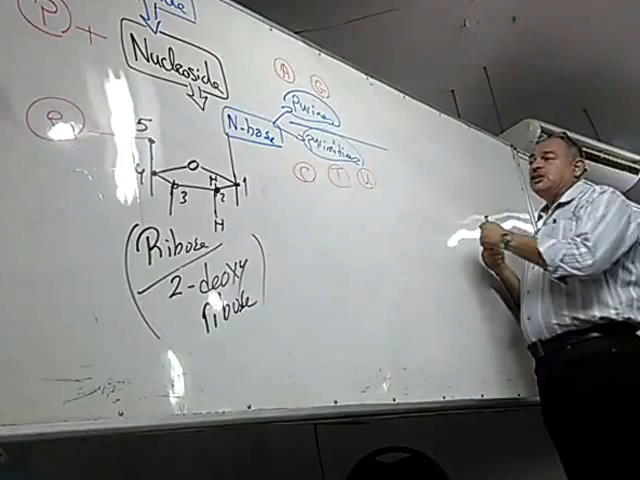 P +
Nucleoside
A G
Purine
P 5
N-base
pyrimidine
C T U
O
4 3 2 1
H
H
Ribose
2-deoxy
ribose